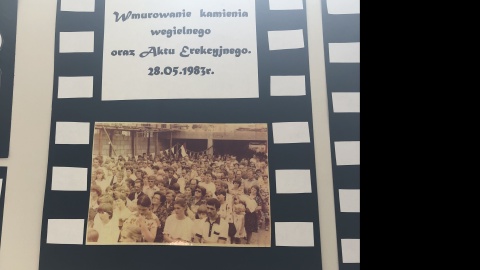 Wmurowanie kamienia
węgielnego
oraz Aktu Erekcyjnego.
28.05.1983r.